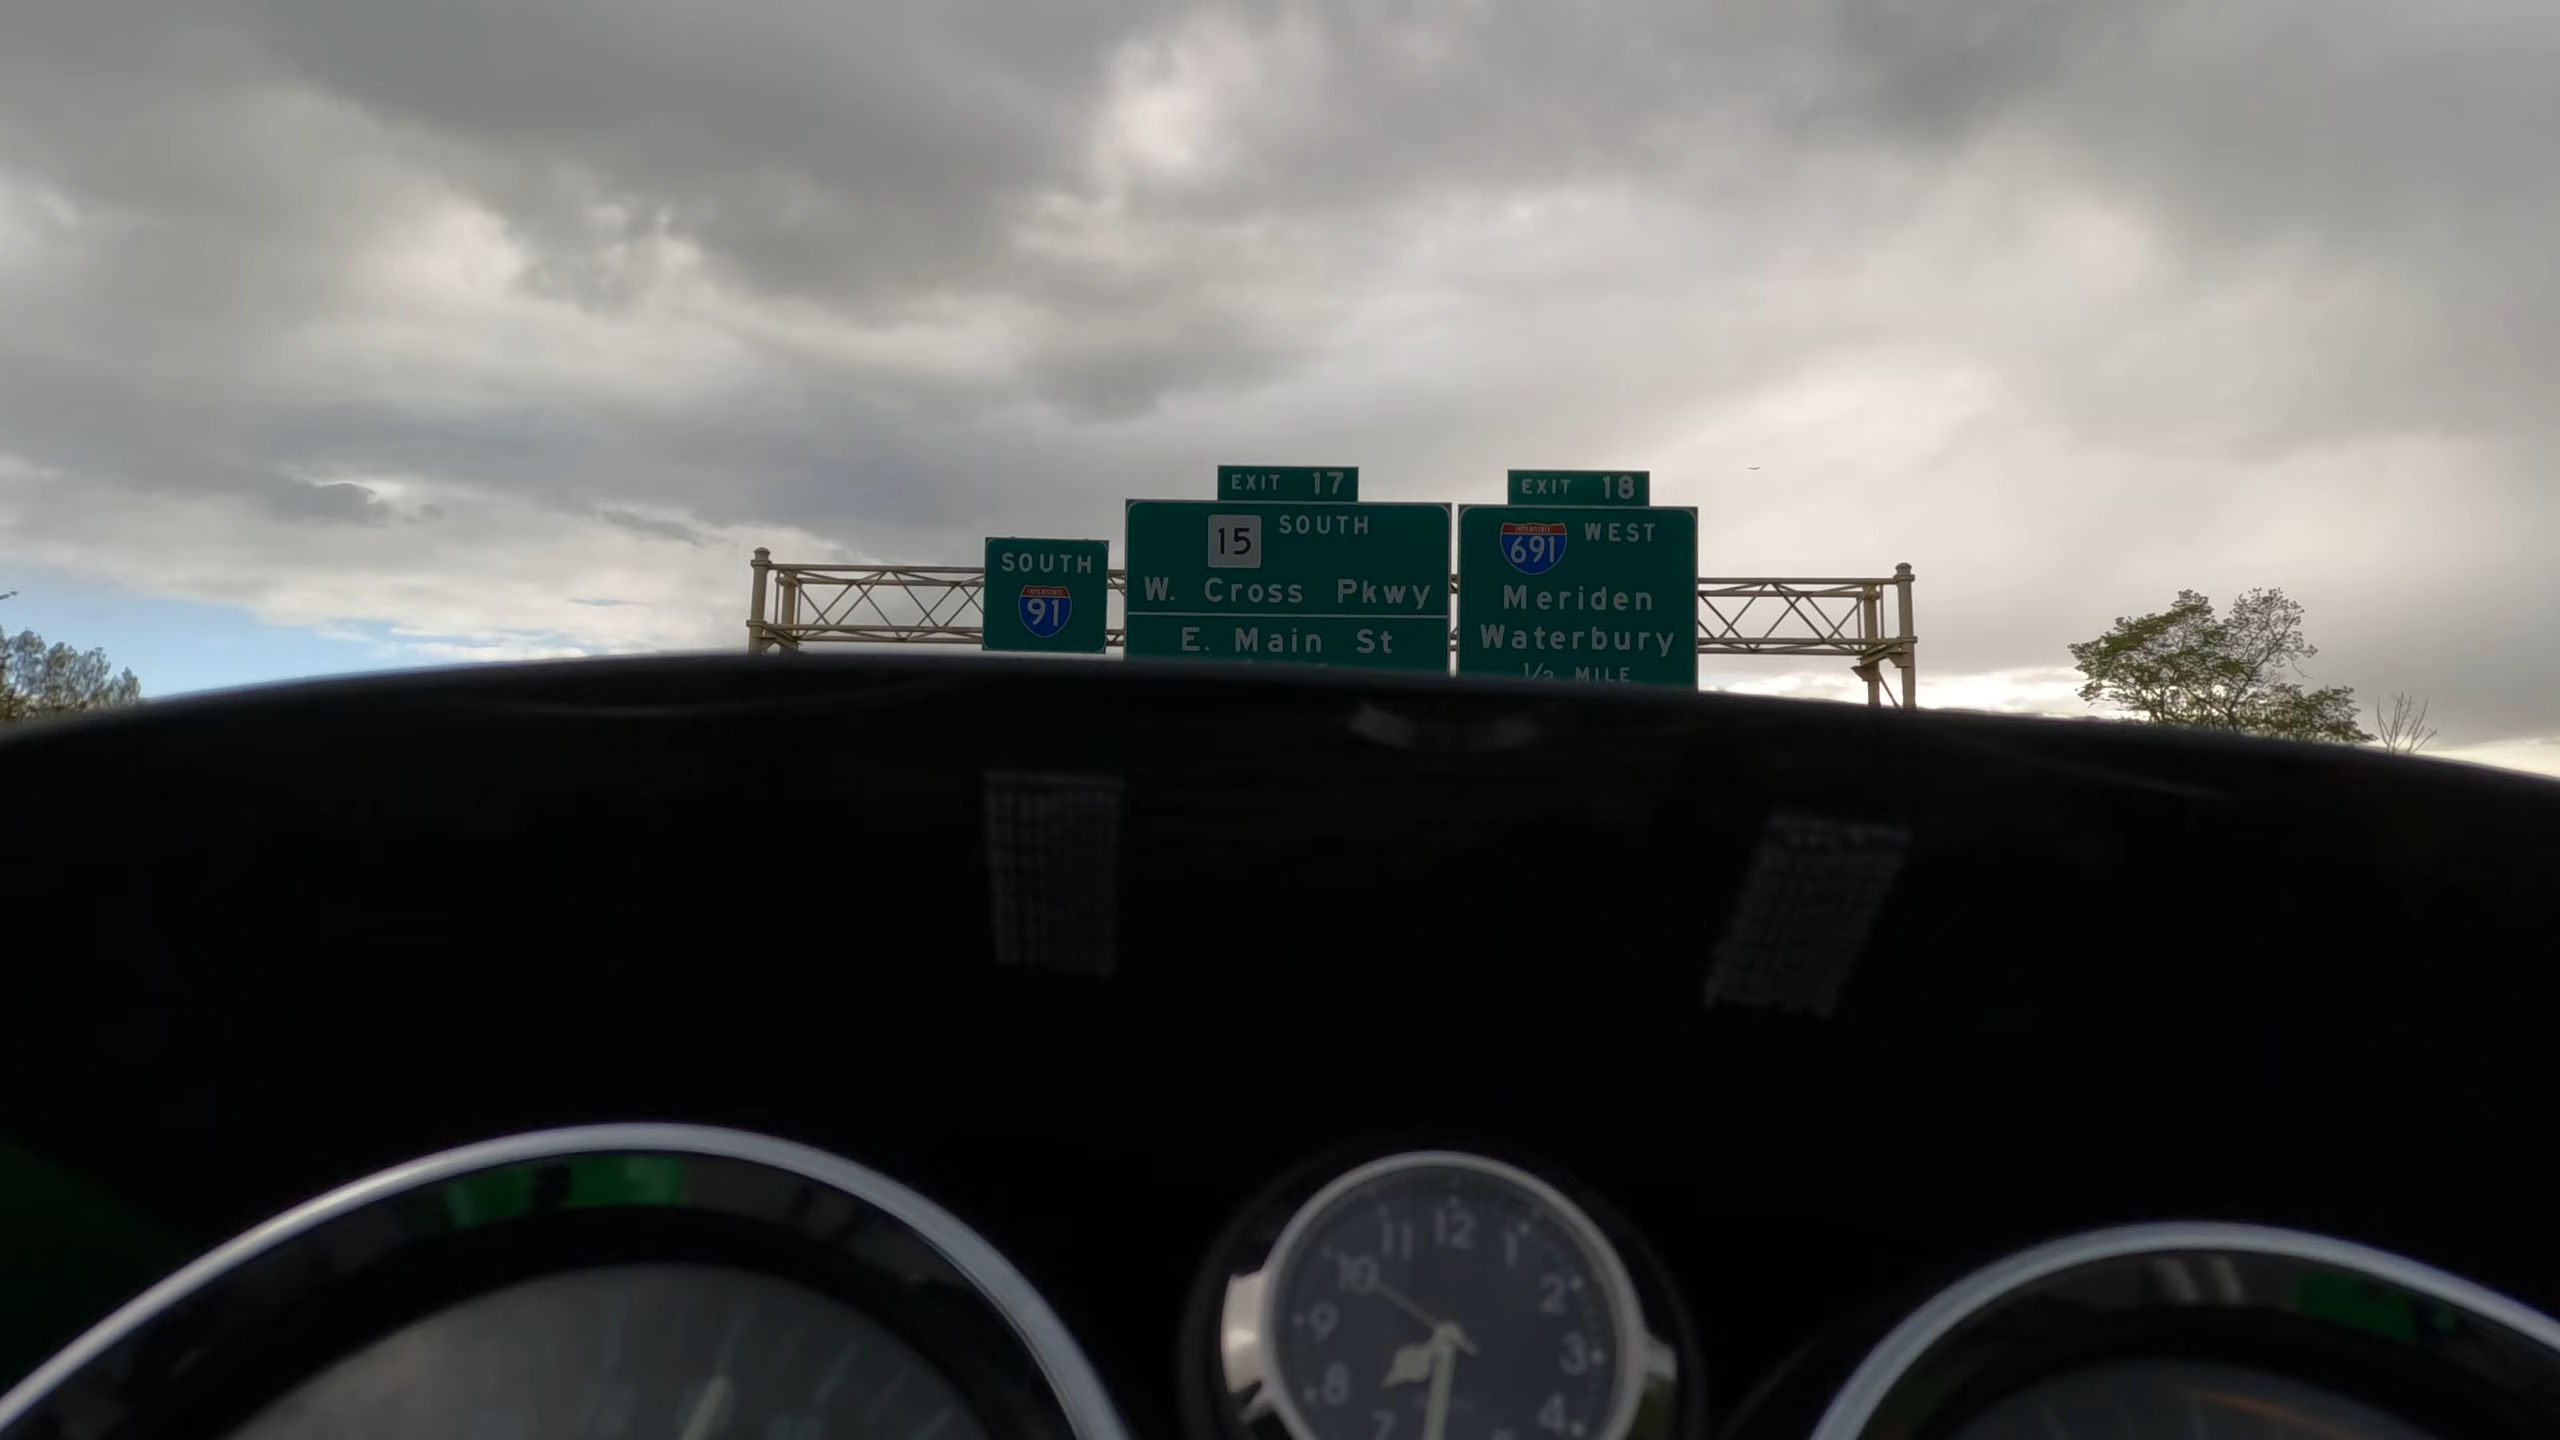 SOUTH
INTERSTATE
91
EXIT 17
15 SOUTH
W. Cross Pkwy
E. Main St
EXIT 18
INTERSTATE
691 WEST
Meriden
Waterbury
1/2 MILE
11 12 1
10 2
9 3
8 4
7